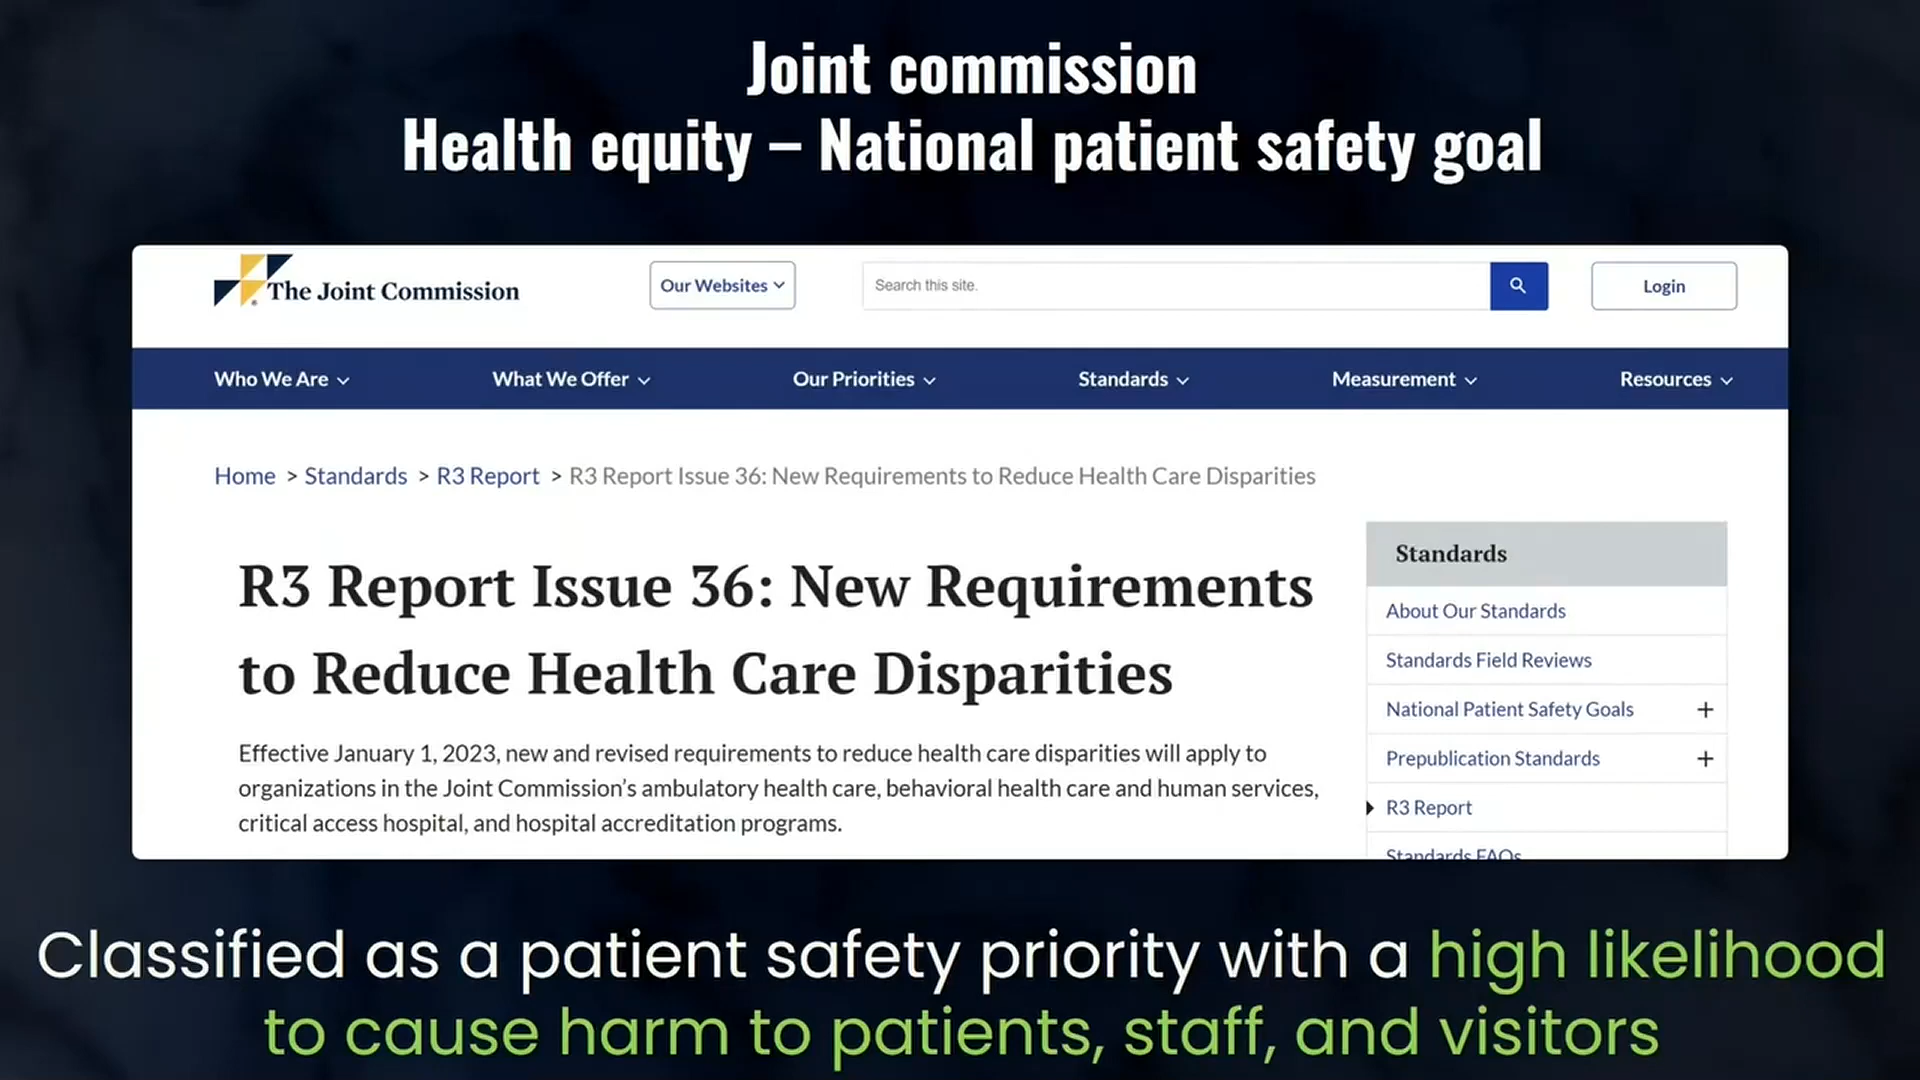 Joint commission
Health equity – National patient safety goal
The Joint Commission
Our Websites
Search this site.
Login
Who We Are
What We Offer
Our Priorities
Standards
Measurement
Resources
Home > Standards > R3 Report > R3 Report Issue 36: New Requirements to Reduce Health Care Disparities
R3 Report Issue 36: New Requirements
to Reduce Health Care Disparities
Effective January 1, 2023, new and revised requirements to reduce health care disparities will apply to
organizations in the Joint Commission’s ambulatory health care, behavioral health care and human services,
critical access hospital, and hospital accreditation programs.
Standards
About Our Standards
Standards Field Reviews
National Patient Safety Goals +
Prepublication Standards +
R3 Report
Standards FAQs
Classified as a patient safety priority with a high likelihood
to cause harm to patients, staff, and visitors